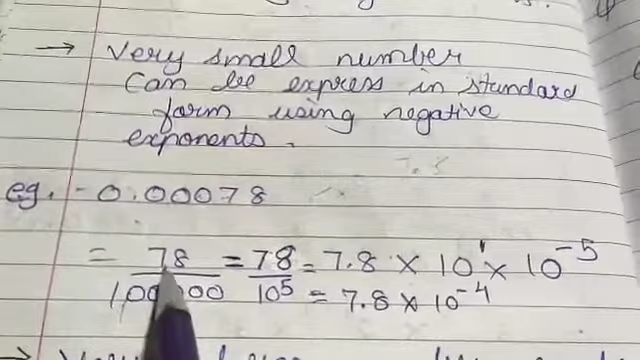 → Very small number
Can be express in standard
form using negative
exponents.
eg. - 0.00078
= 78/100000 = 78/10⁵ = 7.8 × 10¹ × 10⁻⁵
= 7.8 × 10⁻⁴